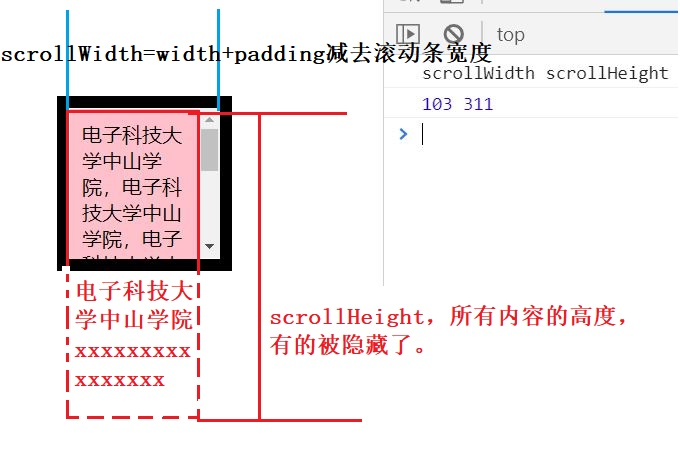 top
scrollWidth=width+padding减去滚动条宽度
scrollWidth scrollHeight
103 311
电子科技大
学中山学
院，电子科
技大学中山
学院，电子
电子科技大
学中山学院
xxxxxxxxx
xxxxxxx
scrollHeight，所有内容的高度，
有的被隐藏了。